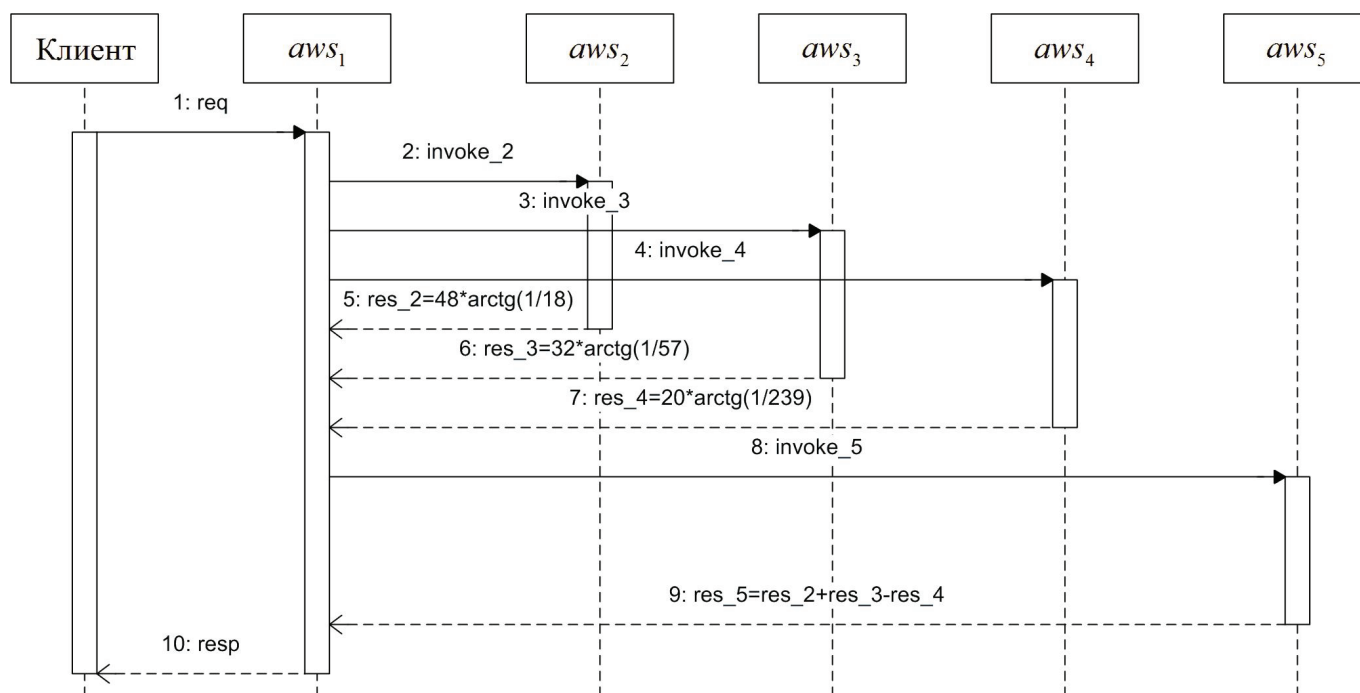 Клиент
aws₁
aws₂
aws₃
aws₄
aws₅
1: req
2: invoke_2
3: invoke_3
4: invoke_4
5: res_2=48*arctg(1/18)
6: res_3=32*arctg(1/57)
7: res_4=20*arctg(1/239)
8: invoke_5
9: res_5=res_2+res_3-res_4
10: resp